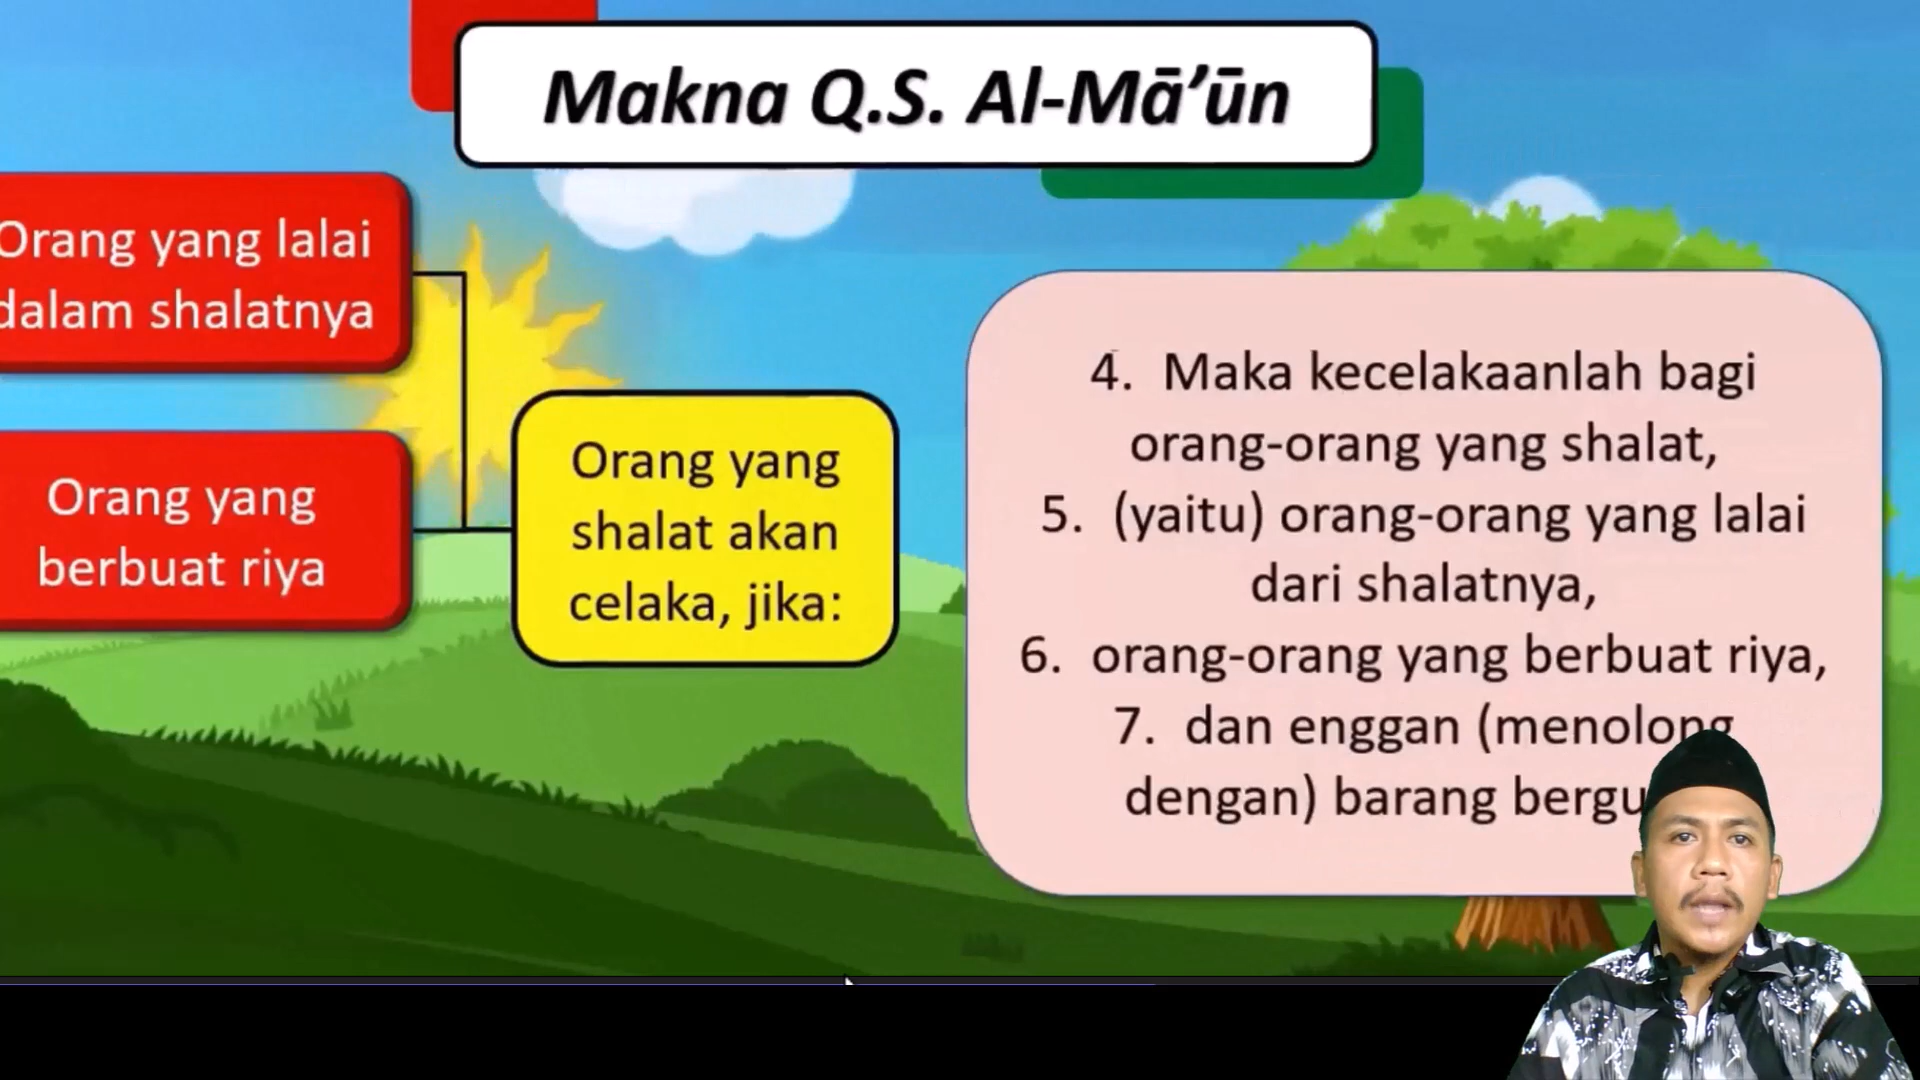 Makna Q.S. Al-Mā’ūn
Orang yang lalai
dalam shalatnya
Orang yang
berbuat riya
Orang yang
shalat akan
celaka, jika:
4. Maka kecelakaanlah bagi
orang-orang yang shalat,
5. (yaitu) orang-orang yang lalai
dari shalatnya,
6. orang-orang yang berbuat riya,
7. dan enggan (menolong
dengan) barang